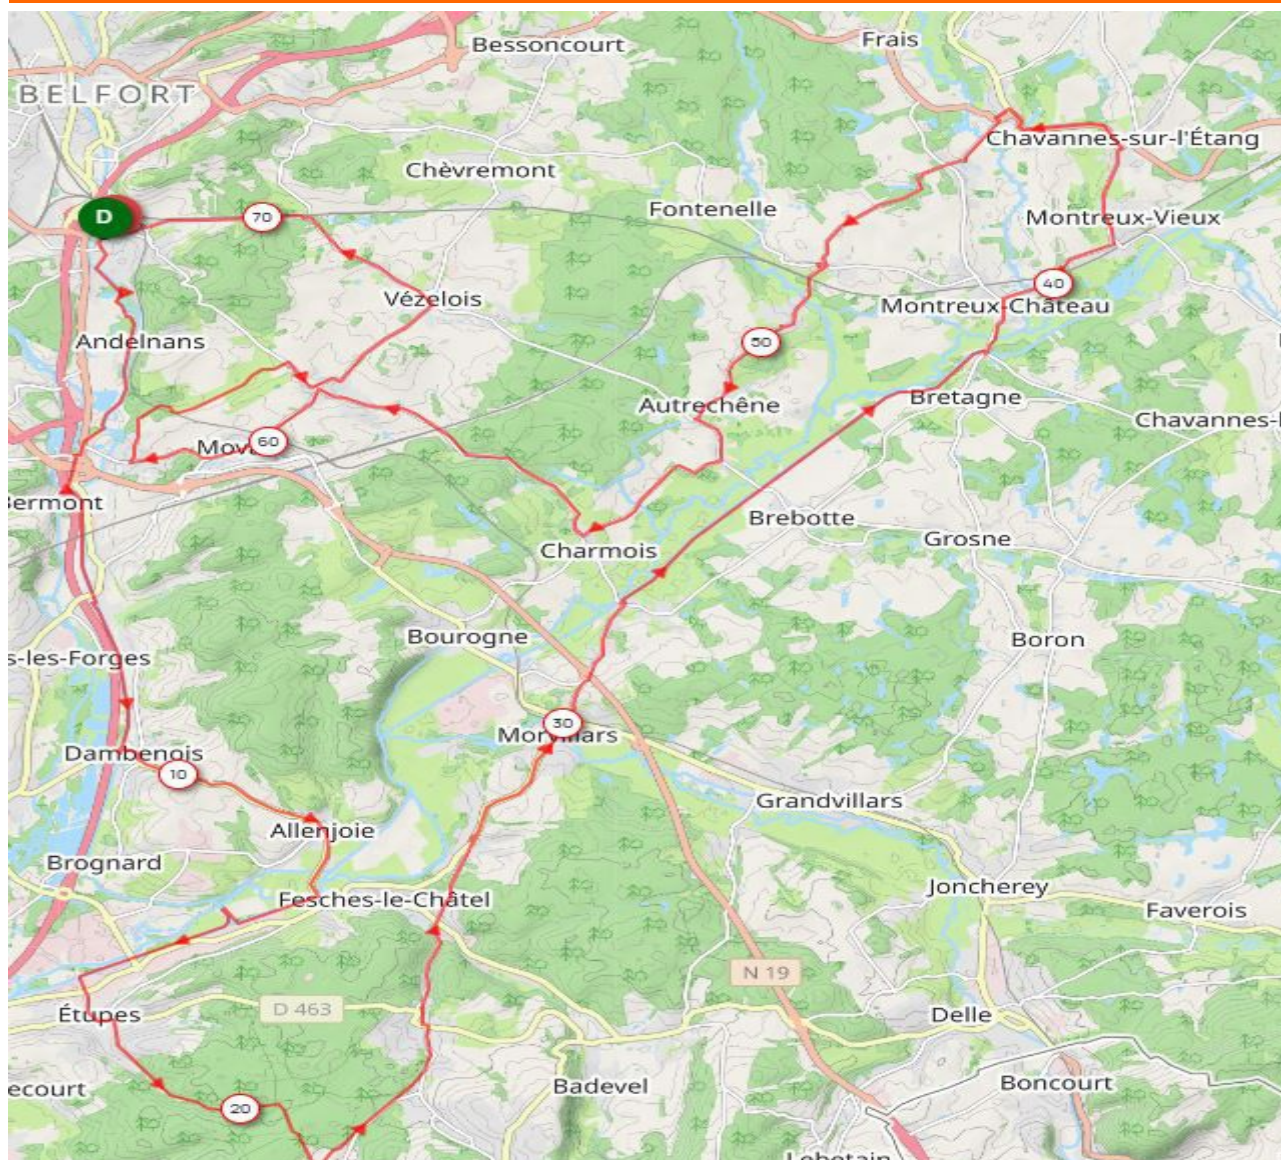 Bessoncourt
Frais
BELFORT
Chavannes-sur-l'Étang
Chèvremont
Fontenelle
D
70
Montreux-Vieux
40
Vézelois
Montreux-Château
Andelnans
50
Autrechêne
Bretagne
Chavannes-
60
Bermont
Brebotte
Charmois
Grosne
Bourogne
Boron
s-les-Forges
30
Dambenois
10
Grandvillars
Allenjoie
Brognard
Fesches-le-Châtel
Joncherey
Faverois
N 19
D 463
Étupes
Delle
ecourt
Badevel
Boncourt
20